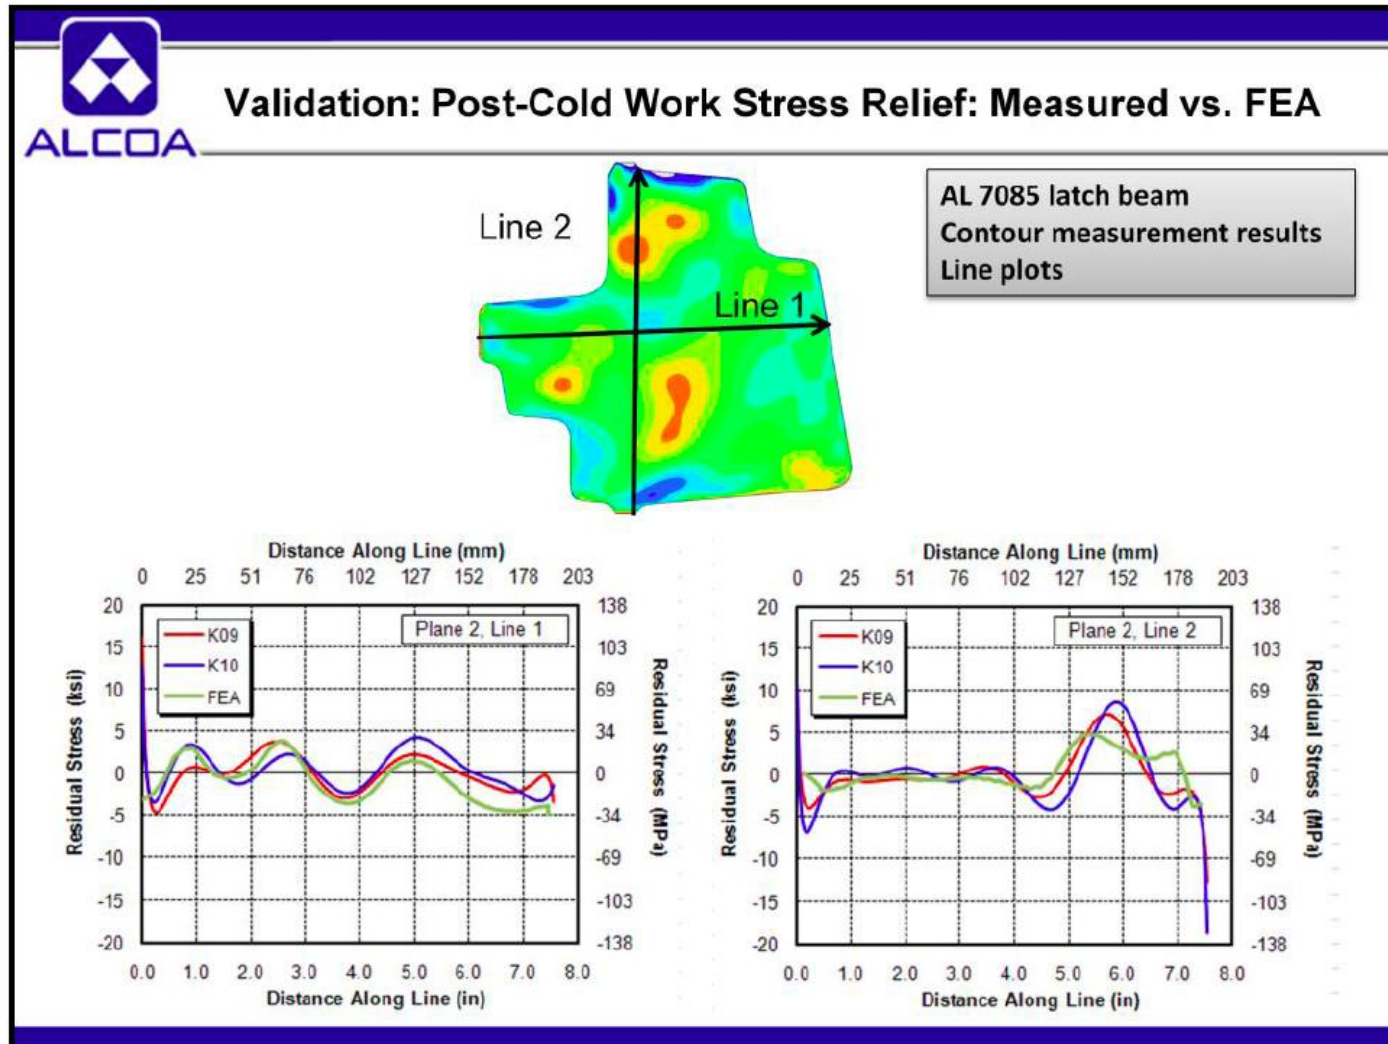 ALCOA
Validation: Post-Cold Work Stress Relief: Measured vs. FEA
AL 7085 latch beam
Contour measurement results
Line plots
Line 2
Line 1
Distance Along Line (mm)
0 25 51 76 102 127 152 178 203
20 138
15 103
10 69
5 34
0 0
-5 -34
-10 -69
-15 -103
-20 -138
Residual Stress (ksi)
Residual Stress (MPa)
K09
K10
FEA
Plane 2, Line 1
0.0 1.0 2.0 3.0 4.0 5.0 6.0 7.0 8.0
Distance Along Line (in)
Distance Along Line (mm)
0 25 51 76 102 127 152 178 203
20 138
15 103
10 69
5 34
0 0
-5 -34
-10 -69
-15 -103
-20 -138
Residual Stress (ksi)
Residual Stress (MPa)
K09
K10
FEA
Plane 2, Line 2
0.0 1.0 2.0 3.0 4.0 5.0 6.0 7.0 8.0
Distance Along Line (in)